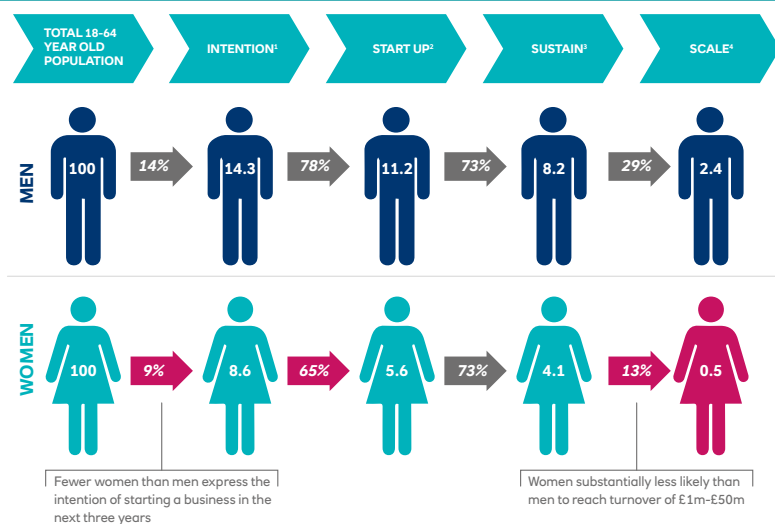 TOTAL 18-64
YEAR OLD
POPULATION
INTENTION¹
START UP²
SUSTAIN³
SCALE⁴
MEN
100
14%
14.3
78%
11.2
73%
8.2
29%
2.4
WOMEN
100
9%
8.6
65%
5.6
73%
4.1
13%
0.5
Fewer women than men express the
intention of starting a business in the
next three years
Women substantially less likely than
men to reach turnover of £1m-£50m